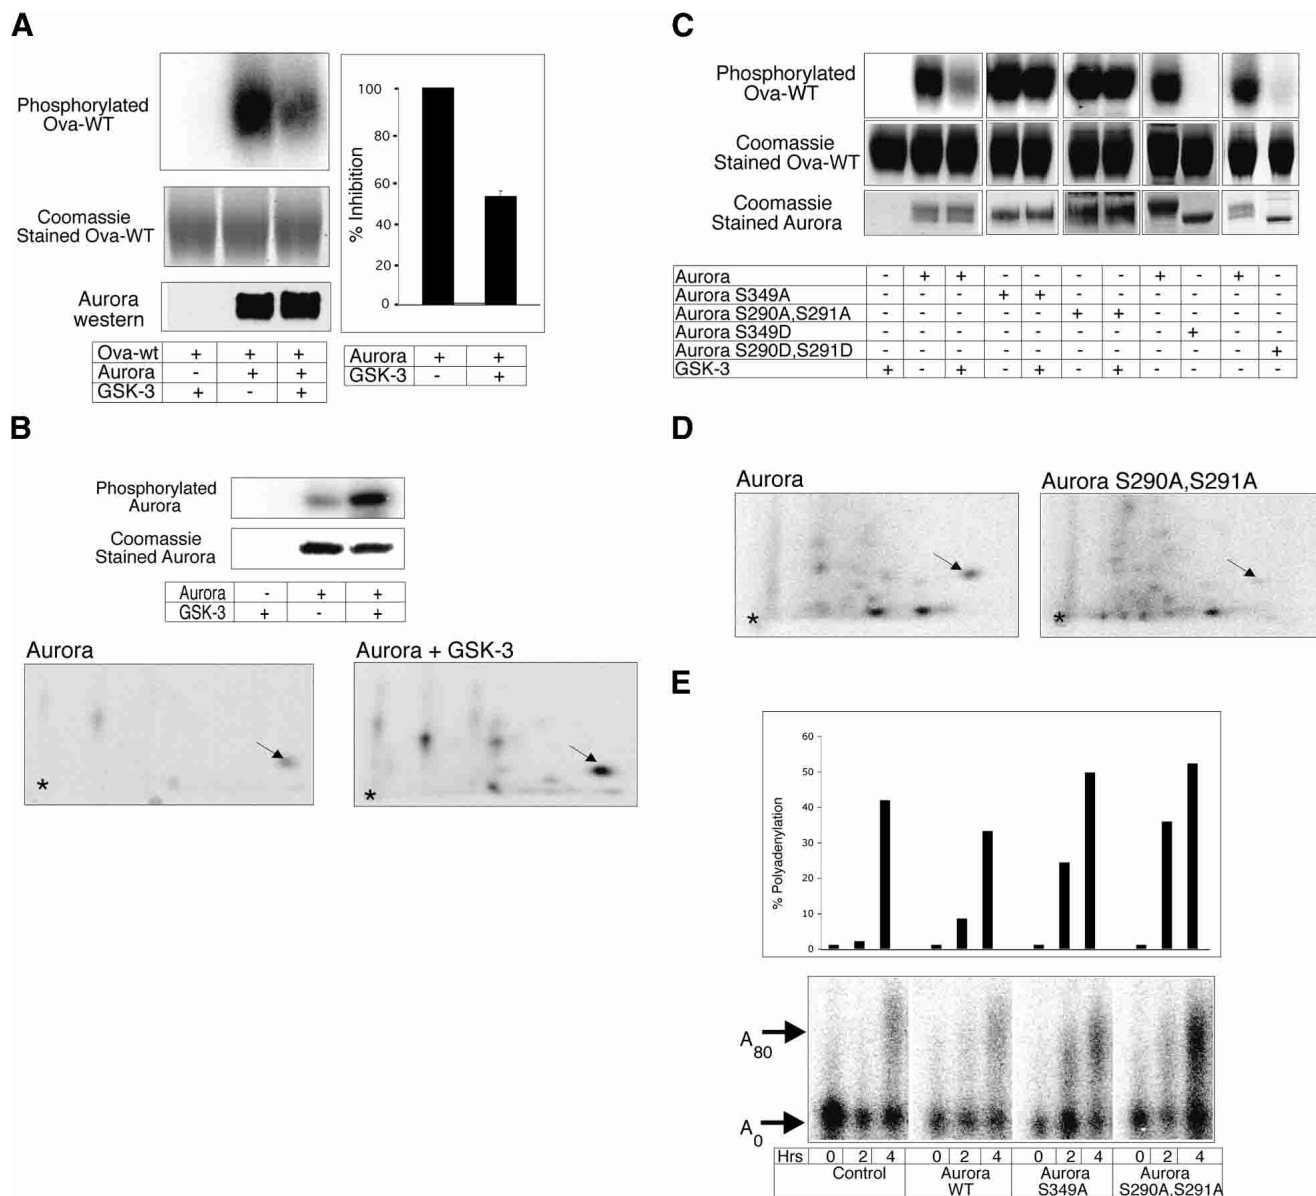 A
Phosphorylated
Ova-WT
Coomassie
Stained Ova-WT
Aurora
western
Ova-wt + + +
Aurora - + +
GSK-3 + - +
% Inhibition
100
80
60
40
20
0
Aurora + +
GSK-3 - +
B
Phosphorylated
Aurora
Coomassie
Stained Aurora
Aurora - + +
GSK-3 + - +
Aurora
*
Aurora + GSK-3
*
C
Phosphorylated
Ova-WT
Coomassie
Stained Ova-WT
Coomassie
Stained Aurora
Aurora - + + - - - - + - + -
Aurora S349A - - - + + - - - - - -
Aurora S290A,S291A - - - - - + + - - - -
Aurora S349D - - - - - - - - + - -
Aurora S290D,S291D - - - - - - - - - - +
GSK-3 + - + - + - + - - - -
D
Aurora
*
Aurora S290A,S291A
*
E
% Polyadenylation
60
50
40
30
20
10
0
A80
A0
Hrs 0 2 4 0 2 4 0 2 4 0 2 4
Control Aurora Aurora Aurora
WT S349A S290A,S291A